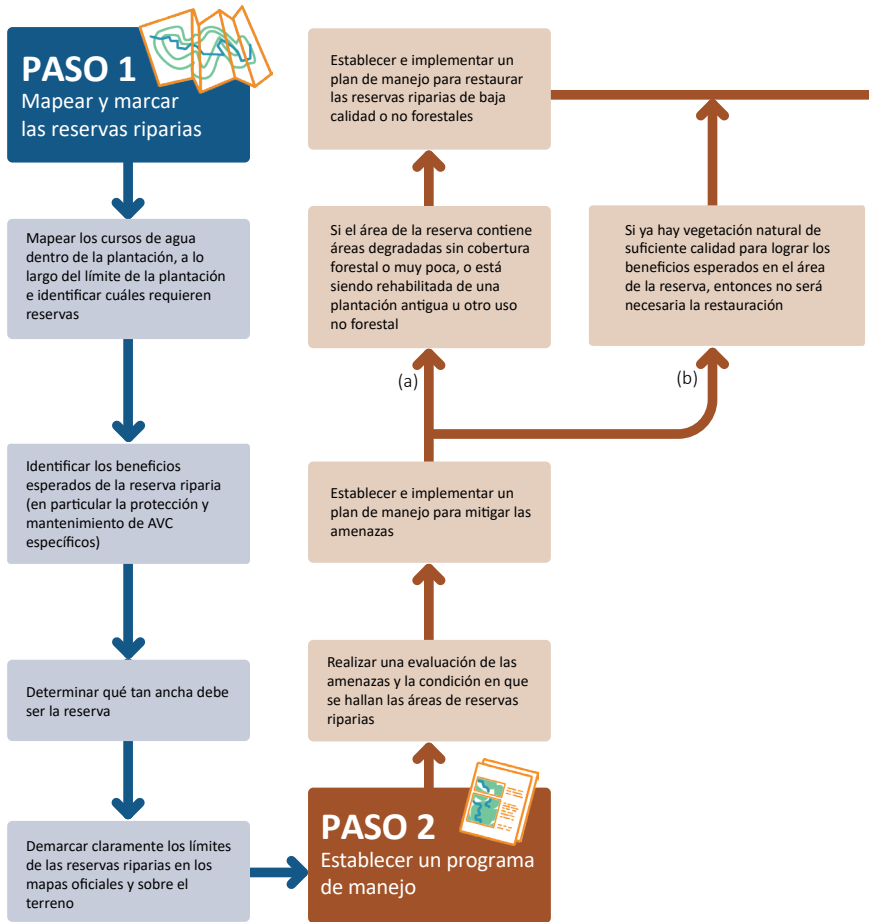 PASO 1
Mapear y marcar
las reservas riparias
Mapear los cursos de agua
dentro de la plantación, a lo
largo del límite de la plantación
e identificar cuáles requieren
reservas
Identificar los beneficios
esperados de la reserva riparia
(en particular la protección y
mantenimiento de AVC
específicos)
Determinar qué tan ancha debe
ser la reserva
Demarcar claramente los límites
de las reservas riparias en los
mapas oficiales y sobre el
terreno
PASO 2
Establecer un programa
de manejo
Realizar una evaluación de las
amenazas y la condición en que
se hallan las áreas de reservas
riparias
Establecer e implementar un
plan de manejo para mitigar las
amenazas
(a)
Si el área de la reserva contiene
áreas degradadas sin cobertura
forestal o muy poca, o está
siendo rehabilitada de una
plantación antigua u otro uso
no forestal
Establecer e implementar un
plan de manejo para restaurar
las reservas riparias de baja
calidad o no forestales
(b)
Si ya hay vegetación natural de
suficiente calidad para lograr los
beneficios esperados en el área
de la reserva, entonces no será
necesaria la restauración